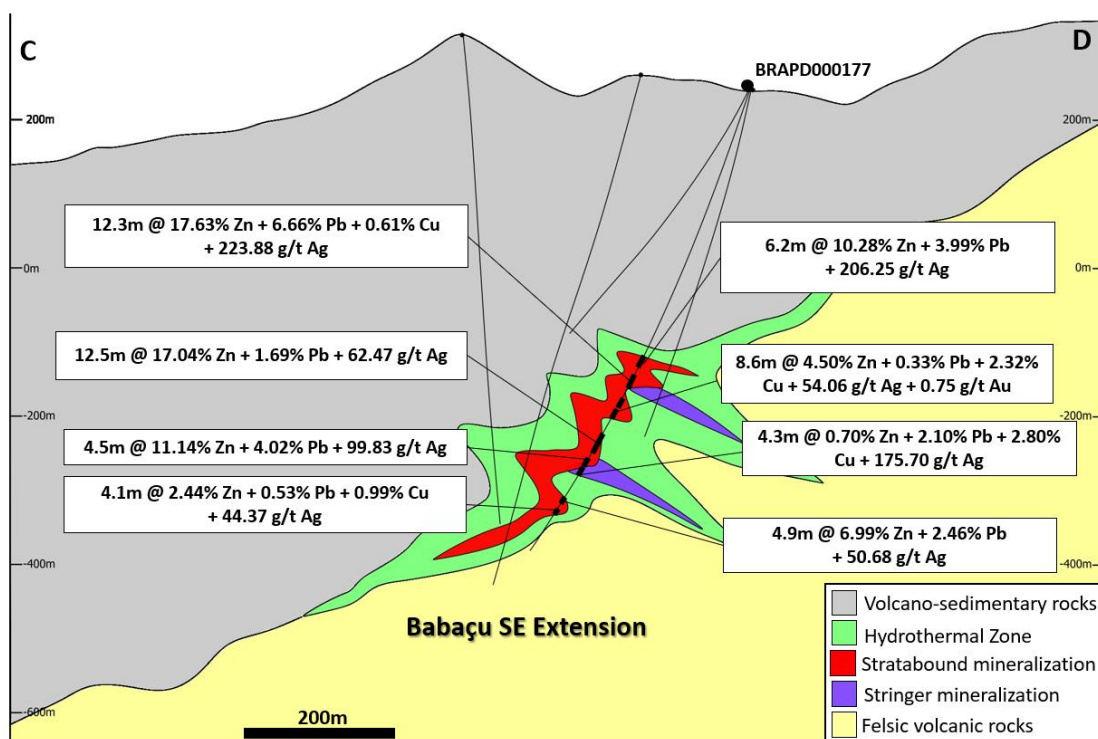 C
D
BRAPD000177
200m
200m
12.3m @ 17.63% Zn + 6.66% Pb + 0.61% Cu
+ 223.88 g/t Ag
6.2m @ 10.28% Zn + 3.99% Pb
+ 206.25 g/t Ag
0m
0m
12.5m @ 17.04% Zn + 1.69% Pb + 62.47 g/t Ag
8.6m @ 4.50% Zn + 0.33% Pb + 2.32%
Cu + 54.06 g/t Ag + 0.75 g/t Au
-200m
-200m
4.5m @ 11.14% Zn + 4.02% Pb + 99.83 g/t Ag
4.3m @ 0.70% Zn + 2.10% Pb + 2.80%
Cu + 175.70 g/t Ag
4.1m @ 2.44% Zn + 0.53% Pb + 0.99% Cu
+ 44.37 g/t Ag
4.9m @ 6.99% Zn + 2.46% Pb
+ 50.68 g/t Ag
-400m
-400m
Babaçu SE Extension
Volcano-sedimentary rocks
Hydrothermal Zone
Stratabound mineralization
Stringer mineralization
Felsic volcanic rocks
-600m
200m